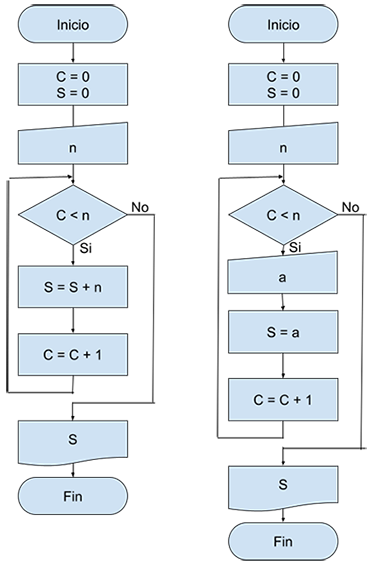 Inicio
C = 0
S = 0
n
C < n
No
Si
S = S + n
C = C + 1
S
Fin
Inicio
C = 0
S = 0
n
C < n
No
Si
a
S = a
C = C + 1
S
Fin